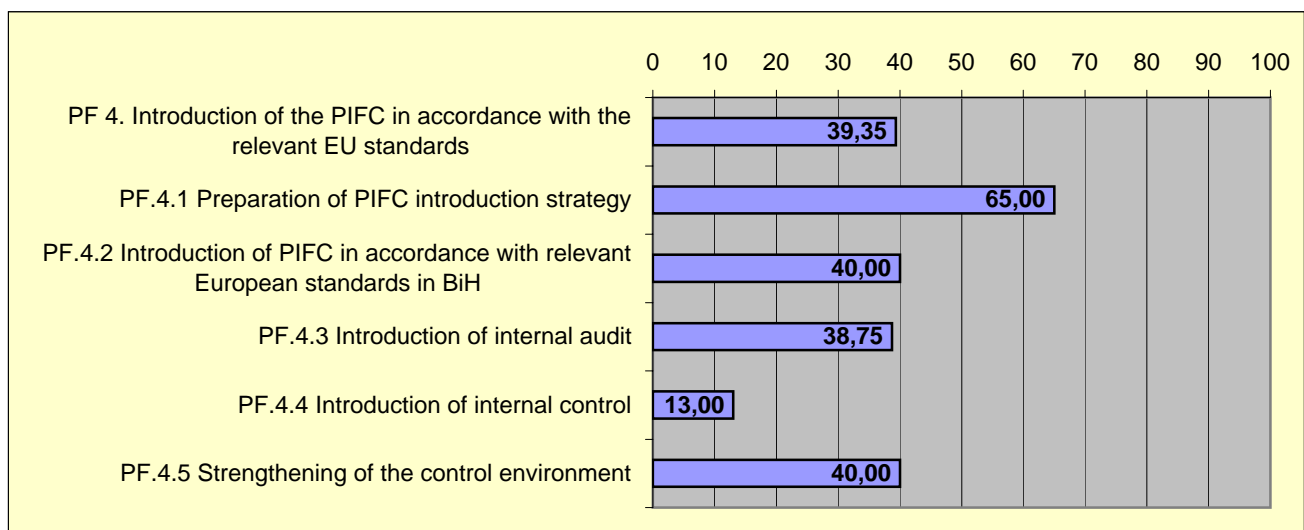 0 10 20 30 40 50 60 70 80 90 100
PF 4. Introduction of the PIFC in accordance with the
relevant EU standards
39,35
PF.4.1 Preparation of PIFC introduction strategy
65,00
PF.4.2 Introduction of PIFC in accordance with relevant
European standards in BiH
40,00
PF.4.3 Introduction of internal audit
38,75
PF.4.4 Introduction of internal control
13,00
PF.4.5 Strengthening of the control environment
40,00